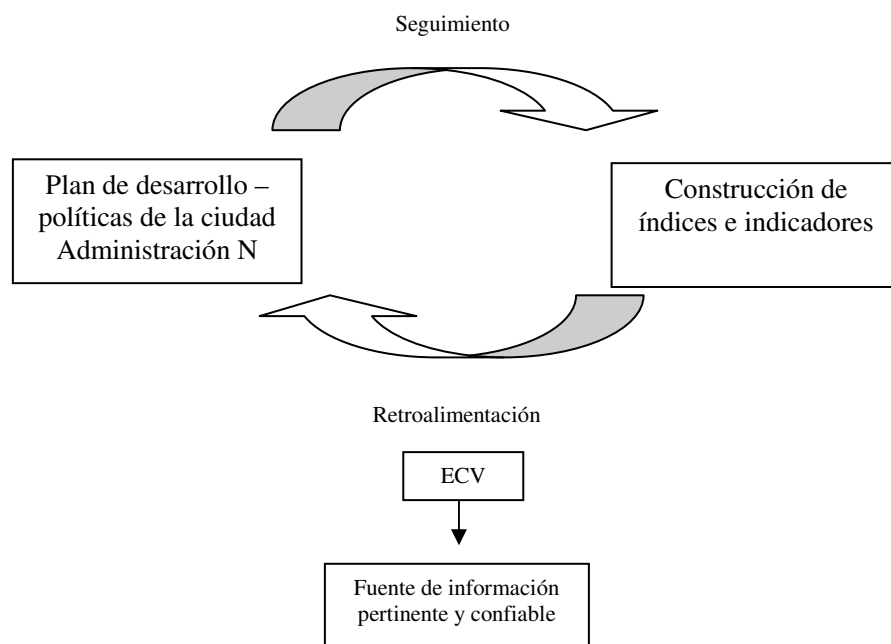 Seguimiento
Plan de desarrollo –
políticas de la ciudad
Administración N
Construcción de
índices e indicadores
Retroalimentación
ECV
Fuente de información
pertinente y confiable